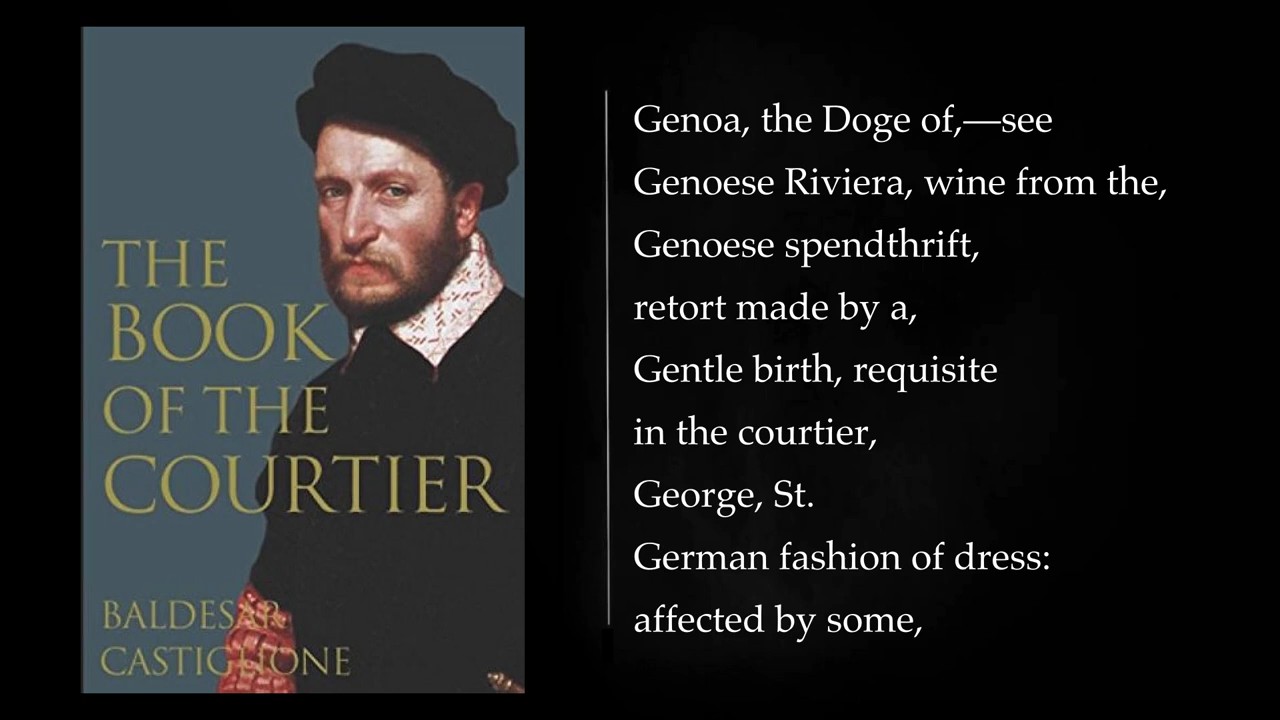 THE
BOOK
OF THE
COURTIER
BALDESAR
CASTIGLIONE
Genoa, the Doge of,—see
Genoese Riviera, wine from the,
Genoese spendthrift,
retort made by a,
Gentle birth, requisite
in the courtier,
George, St.
German fashion of dress:
affected by some,